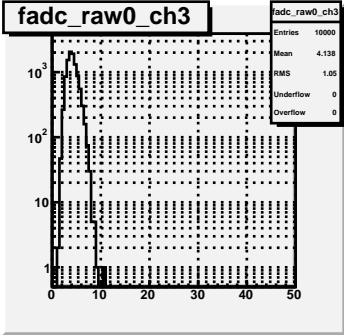 fadc_raw0_ch3
fadc_raw0_ch3
Entries 10000
Mean 4.138
RMS 1.05
Underflow 0
Overflow 0
10³
10²
10
1
0 10 20 30 40 50